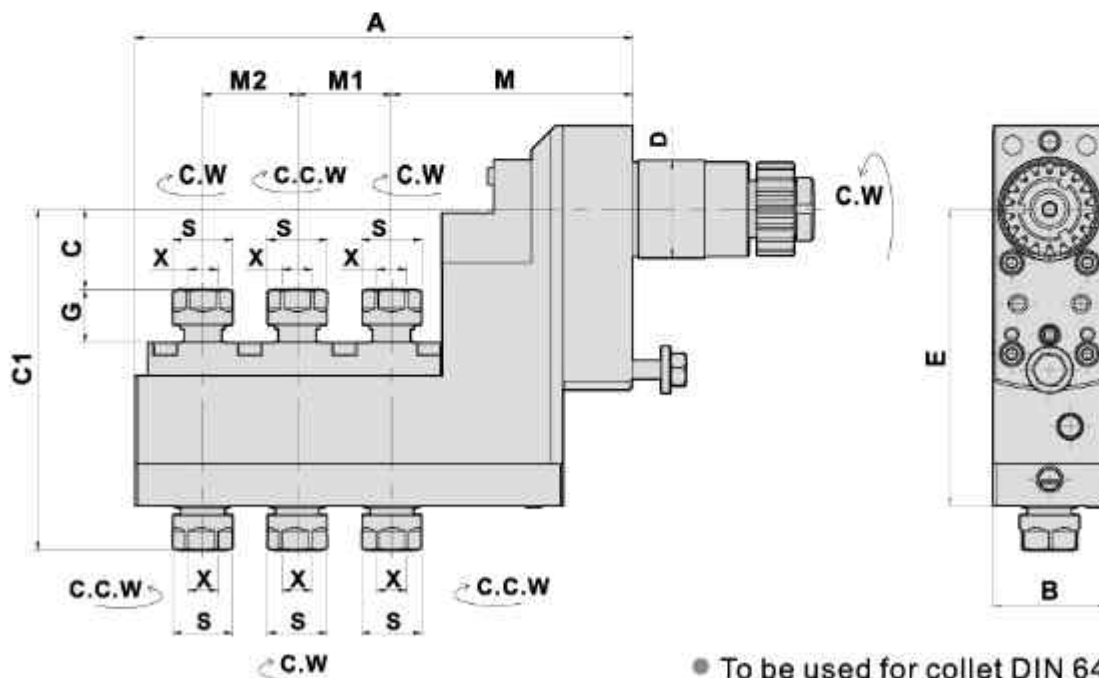 A
M2 M1 M
D
C.W C.C.W C.W C.W
S S S
C
X X X
G
C1
E
X X X
C.C.W C.C.W
S S S
B
C.W
To be used for collet DIN 64